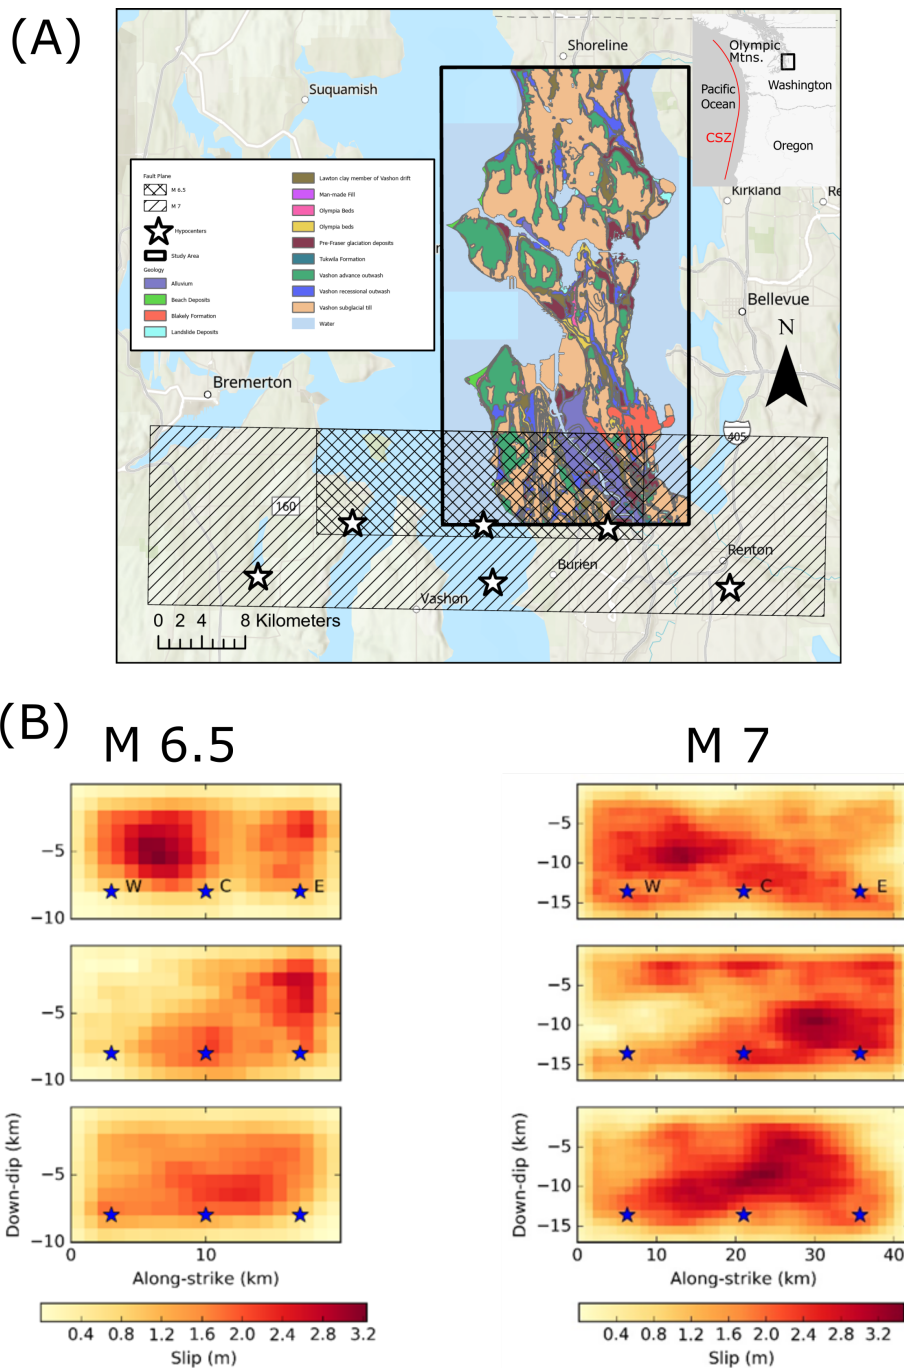 (A)
Shoreline
Suquamish
Olympic
Mtns.
Washington
Pacific
Ocean
CSZ
Oregon
Kirkland
Re
Fault Plane
M 6.5
M 7
Hypocenters
Study Area
Geology
Alluvium
Beach Deposits
Blakely Formation
Landslide Deposits
Lawton clay member of Vashon drift
Man-made Fill
Olympia Beds
Olympia beds
Pre-Fraser glaciation deposits
Tukwila Formation
Vashon advance outwash
Vashon recessional outwash
Vashon subglacial till
Water
n
Bellevue
N
Bremerton
405
160
Renton
Burien
Vashon
0 2 4 8 Kilometers
(B)
M 6.5
M 7
−5
−10
W C E
−5
−10
−15
W C E
−5
−10
−5
−10
−15
Down-dip (km)
−5
−10
0 10
Along-strike (km)
Down-dip (km)
−5
−10
−15
0 10 20 30 40
Along-strike (km)
0.4 1.2 1.8 2.0 2.4 2.8 3.2
Slip (m)
0.4 1.2 1.6 2.0 2.4 2.8 3.
Slip (m)